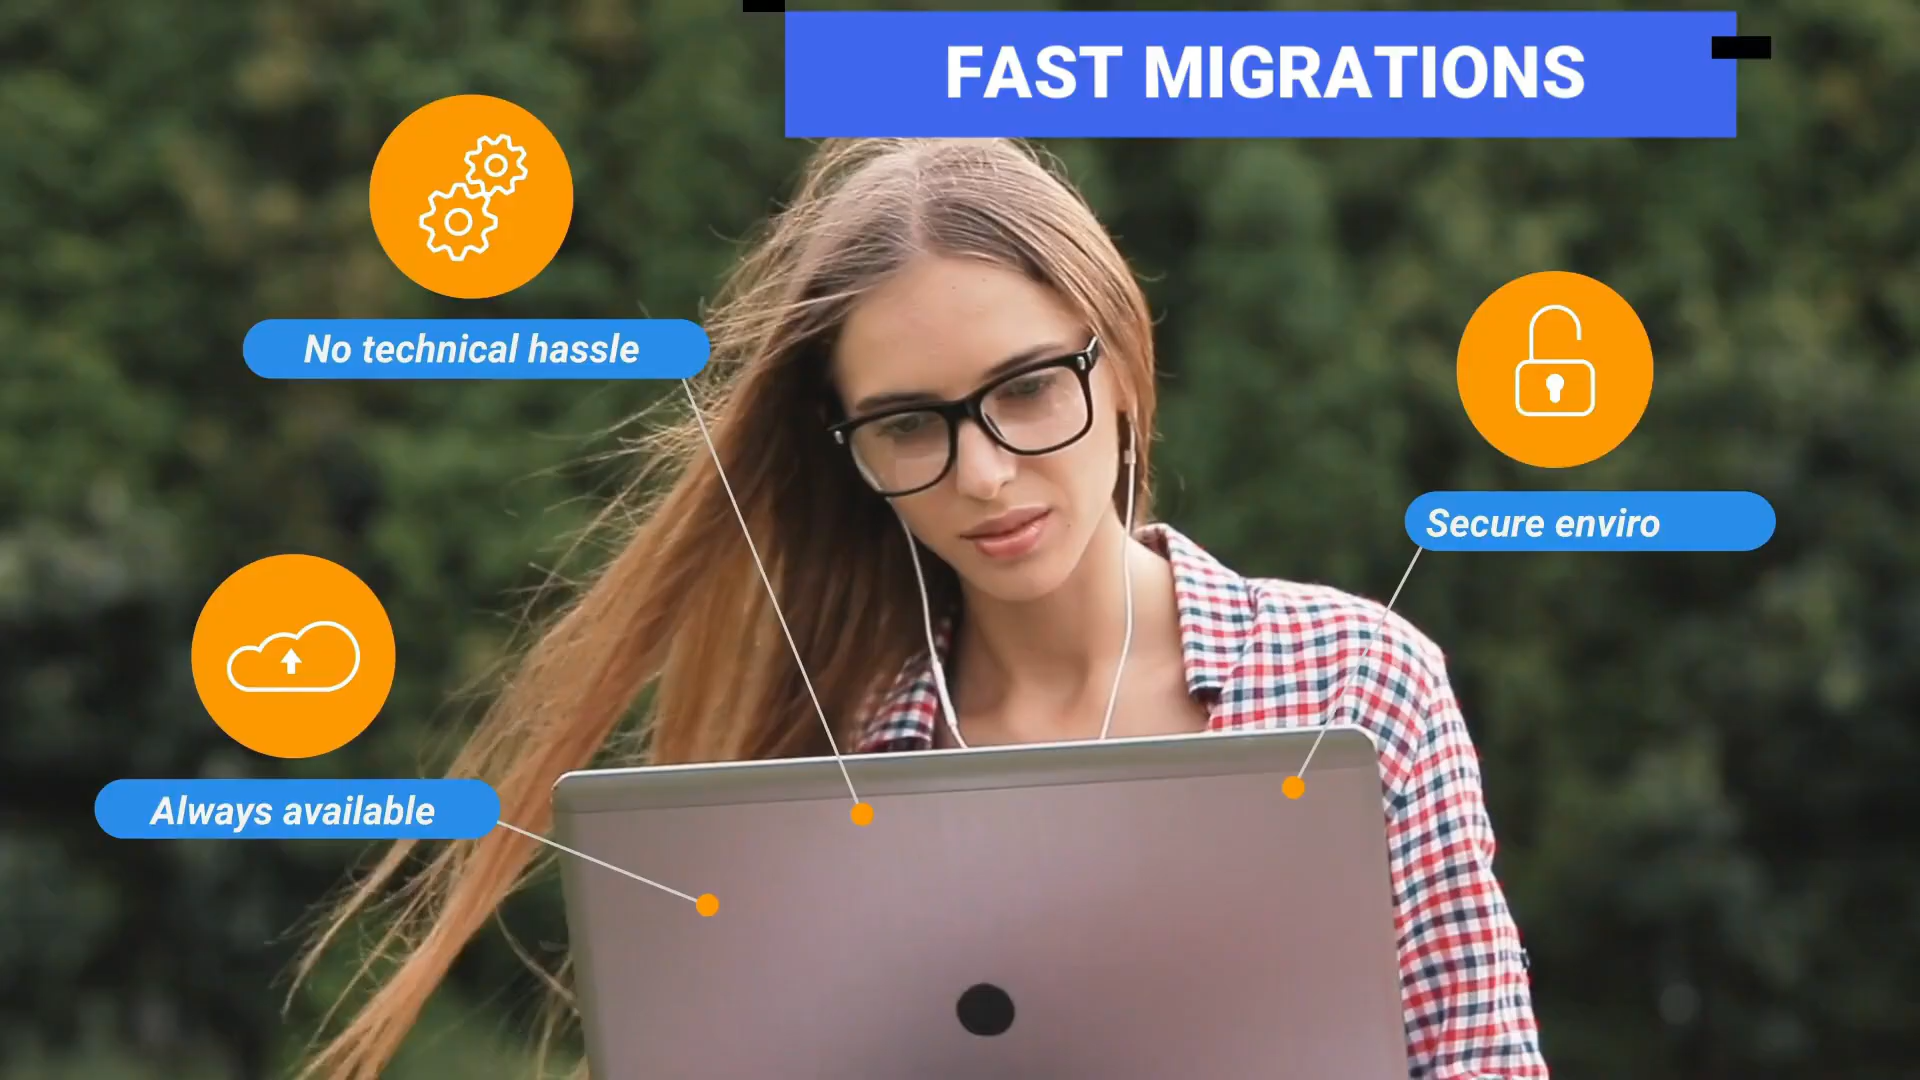 FAST MIGRATIONS
No technical hassle
Secure enviro
Always available